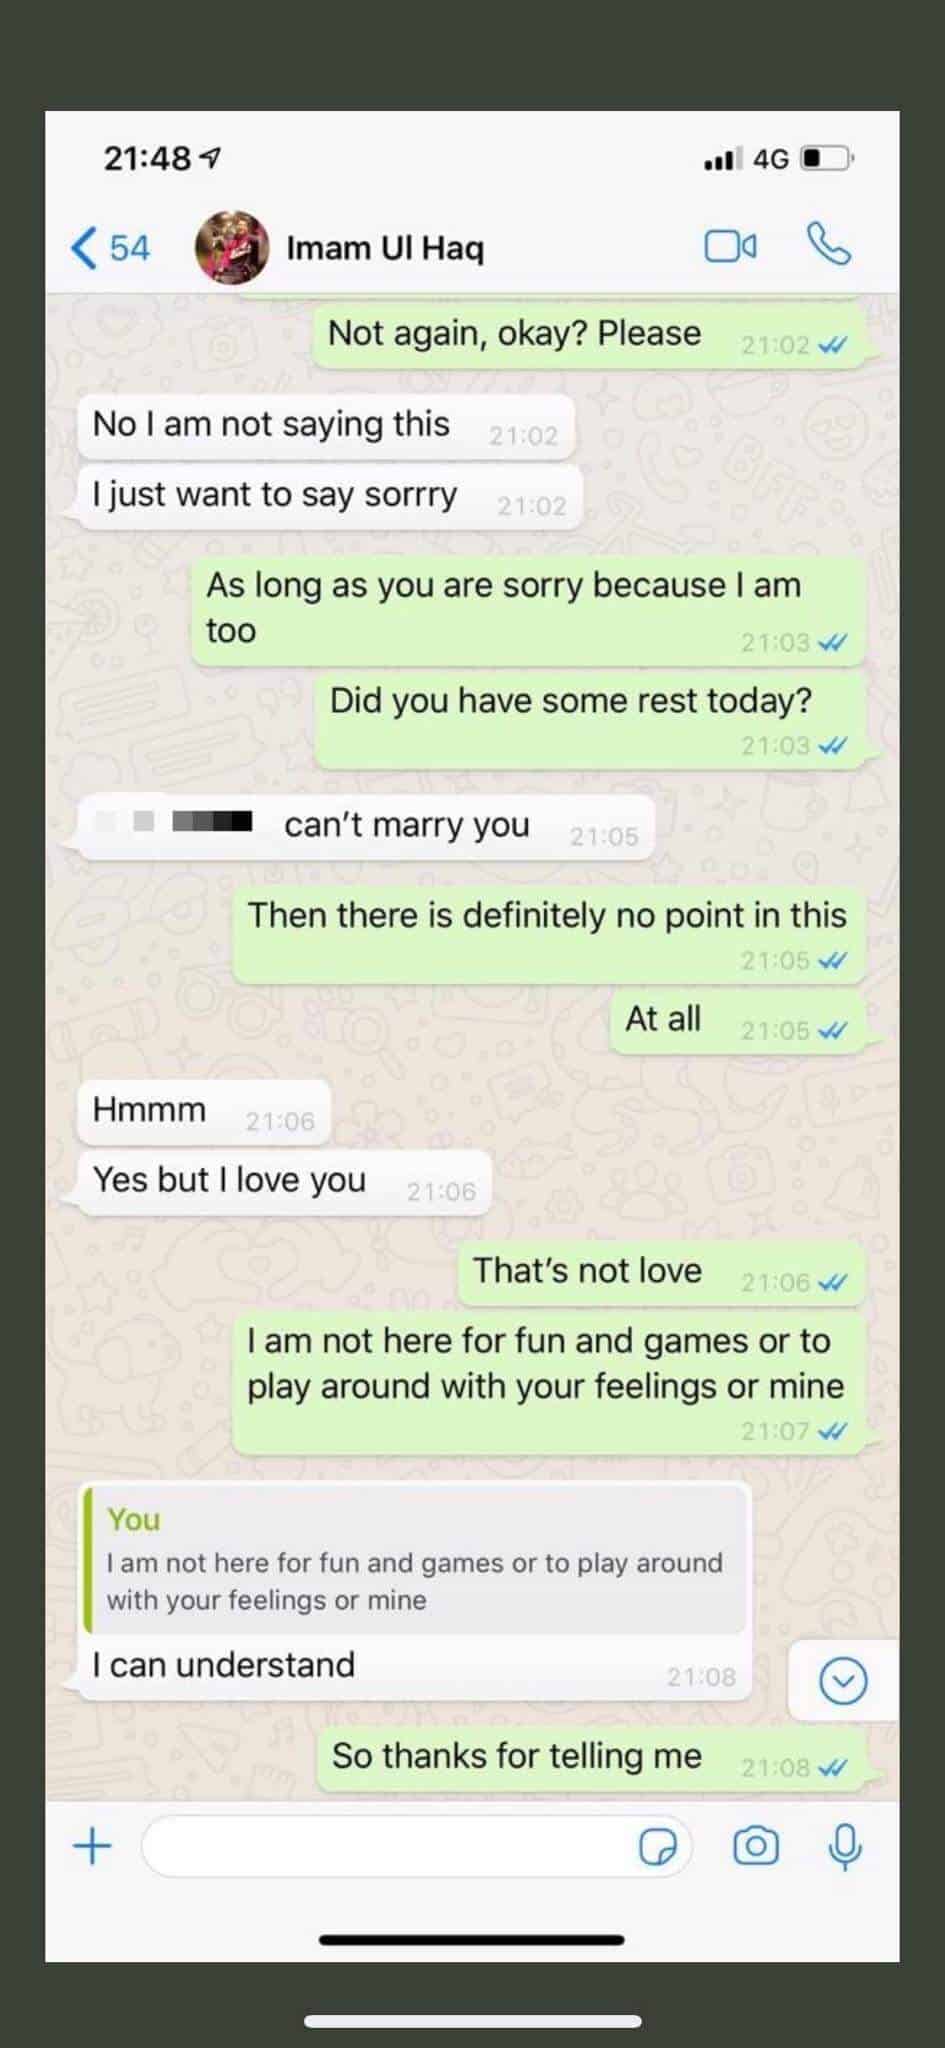 21:48
4G
54
Imam Ul Haq
Not again, okay? Please 21:02
No I am not saying this 21:02
I just want to say sorrry 21:02
As long as you are sorry because I am
too 21:03
Did you have some rest today?
21:03
can't marry you 21:05
Then there is definitely no point in this
21:05
At all 21:05
Hmmm 21:06
Yes but I love you 21:06
That's not love 21:06
I am not here for fun and games or to
play around with your feelings or mine
21:07
You
I am not here for fun and games or to play around
with your feelings or mine
I can understand 21:08
So thanks for telling me 21:08